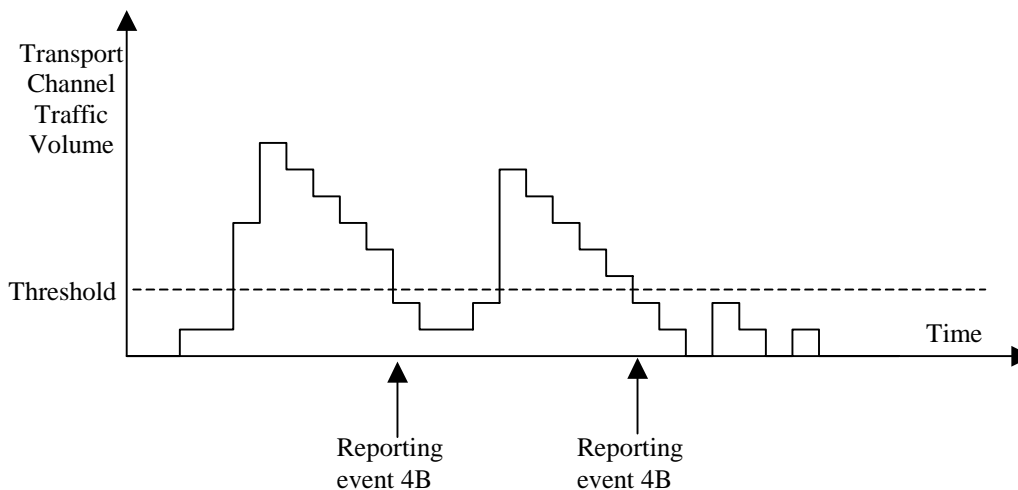 Transport
Channel
Traffic
Volume
Threshold
Time
Reporting
event 4B
Reporting
event 4B